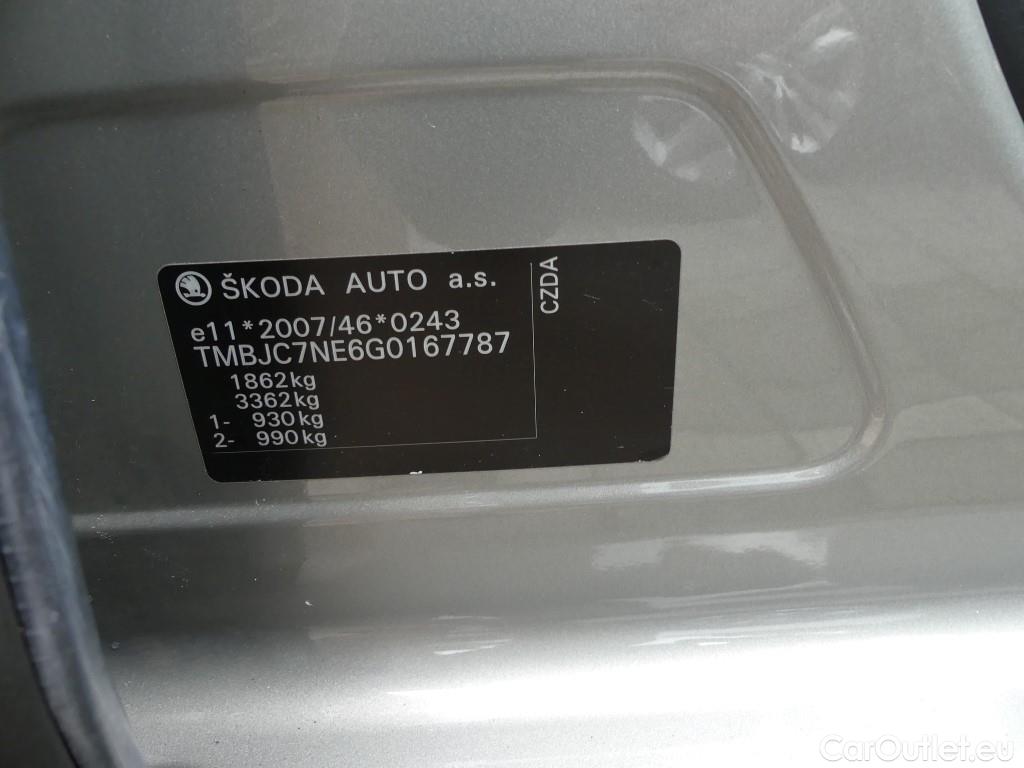 ŠKODA AUTO a.s.
CZDA
e11*2007/46*0243
TMBJC7NE6G0167787
1862kg
3362kg
1- 930kg
2- 990kg
CarOutlet.eu